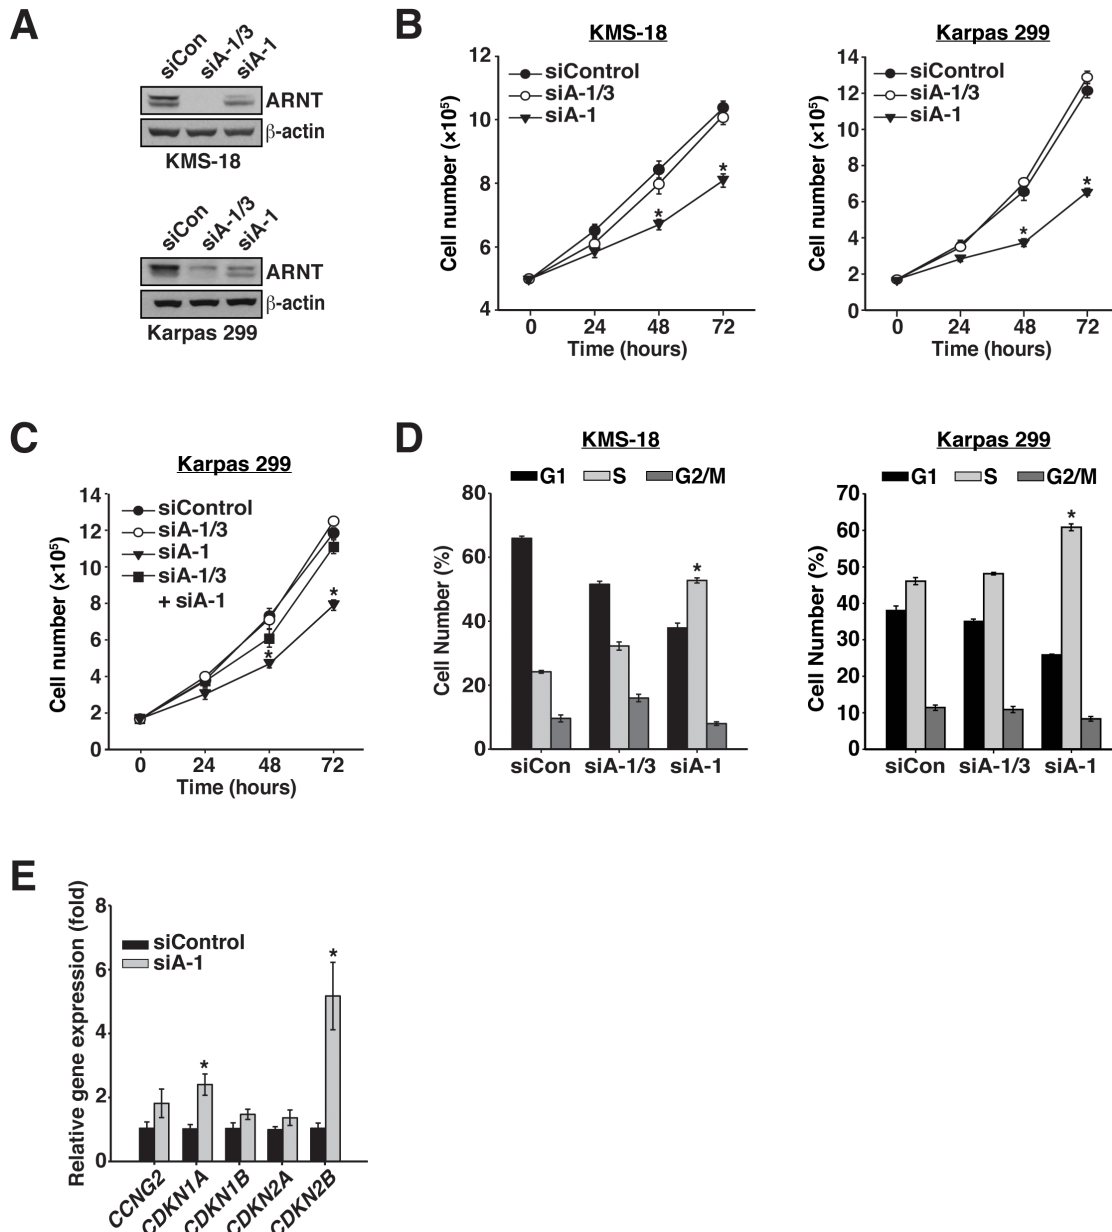 A
siCon siA-1/3 siA-1
ARNT
β-actin
KMS-18
siCon siA-1/3 siA-1
ARNT
β-actin
Karpas 299
B
KMS-18
siControl
siA-1/3
siA-1
Cell number (×10⁵)
12
10
8
6
4
* *
0 24 48 72
Time (hours)
Karpas 299
siControl
siA-1/3
siA-1
Cell number (×10⁵)
14
12
10
8
6
4
2
0
* *
0 24 48 72
Time (hours)
C
Karpas 299
siControl
siA-1/3
siA-1
siA-1/3
+ siA-1
Cell number (×10⁵)
14
12
10
8
6
4
2
0
* *
0 24 48 72
Time (hours)
D
KMS-18
G1 S G2/M
Cell Number (%)
80
60
40
20
0
*
siCon siA-1/3 siA-1
Karpas 299
G1 S G2/M
Cell Number (%)
70
60
50
40
30
20
10
0
*
siCon siA-1/3 siA-1
E
Relative gene expression (fold)
siControl
siA-1
8
6
4
2
0
* *
CCNG2 CDKN1A CDKN1B CDKN2A CDKN2B